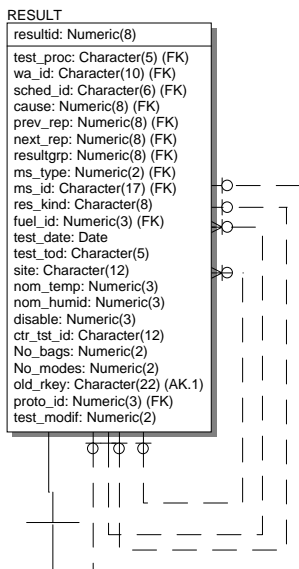 RESULT
resultid: Numeric(8)
test_proc: Character(5) (FK)
wa_id: Character(10) (FK)
sched_id: Character(6) (FK)
cause: Numeric(8) (FK)
prev_rep: Numeric(8) (FK)
next_rep: Numeric(8) (FK)
resultgrp: Numeric(8) (FK)
ms_type: Numeric(2) (FK)
ms_id: Character(17) (FK)
res_kind: Character(8)
fuel_id: Numeric(3) (FK)
test_date: Date
test_tod: Character(5)
site: Character(12)
nom_temp: Numeric(3)
nom_humid: Numeric(3)
disable: Numeric(3)
ctr_tst_id: Character(12)
No_bags: Numeric(2)
No_modes: Numeric(2)
old_rkey: Character(22) (AK.1)
proto_id: Numeric(3) (FK)
test_modif: Numeric(2)